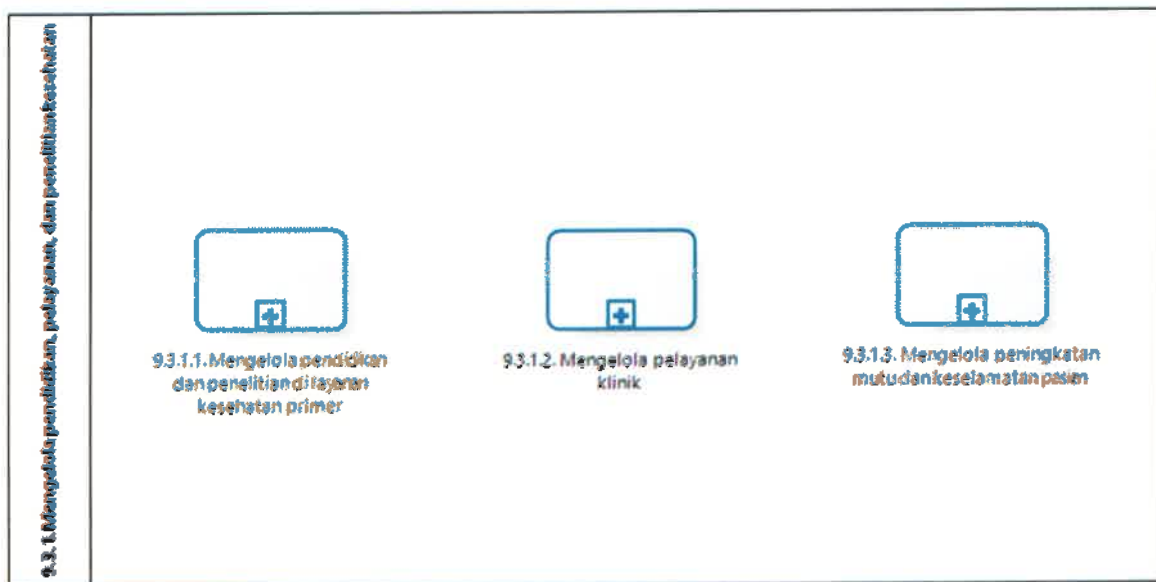 9.3.1. Mengelola pendidikan, pelayanan, dan penelitian kesehatan
9.3.1.1. Mengelola pendidikan
dan penelitian di layanan
kesehatan primer
9.3.1.2. Mengelola pelayanan
klinik
9.3.1.3. Mengelola peningkatan
mutu dan keselamatan pasien